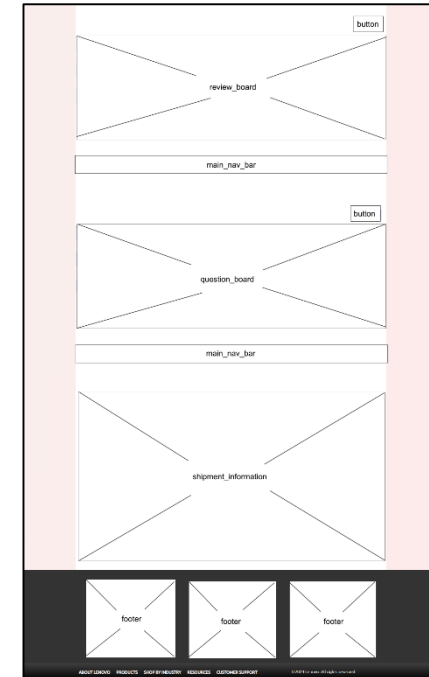 button
review_board
main_nav_bar
button
question_board
main_nav_bar
shipment_information
footer footer footer
ABOUT LENOVO PRODUCTS SHOP BY INDUSTRY RESOURCES CUSTOMER SUPPORT